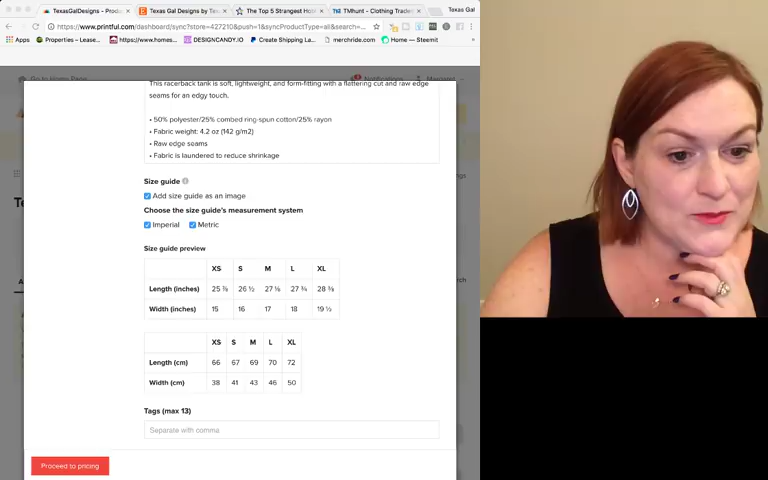 TexasGalDesigns - Produ
Texas Gal Designs by Tex
The Top 5 Strangest Hol
TMhunt - Clothing Trade
Texas Gal
https://www.printful.com/dashboard/sync?store=427210&push=1&syncProductType=all&search=...
Apps
Properties – Lease...
https://www.homes...
DESIGNCANDY.IO
Create Shipping La...
merchride.com
Home — Steemit
Go to Home Page
Notifications
This racerback tank is soft, lightweight, and form-fitting with a flattering cut and raw edge
seams for an edgy touch.
• 50% polyester/25% combed ring-spun cotton/25% rayon
• Fabric weight: 4.2 oz (142 g/m2)
• Raw edge seams
• Fabric is laundered to reduce shrinkage
Size guide
Add size guide as an image
Choose the size guide's measurement system
Imperial Metric
Size guide preview
XS S M L XL
Length (inches) 25 26 ½ 27 27 ¾ 28
Width (inches) 15 16 17 18 19 ½
XS S M L XL
Length (cm) 66 67 69 70 72
Width (cm) 38 41 43 46 50
Tags (max 13)
Separate with comma
Proceed to pricing